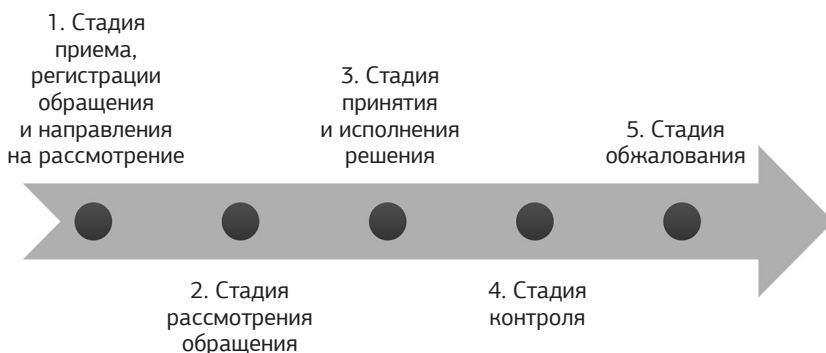 1. Стадия
приема,
регистрации
обращения
и направления
на рассмотрение
2. Стадия
рассмотрения
обращения
3. Стадия
принятия
и исполнения
решения
4. Стадия
контроля
5. Стадия
обжалования